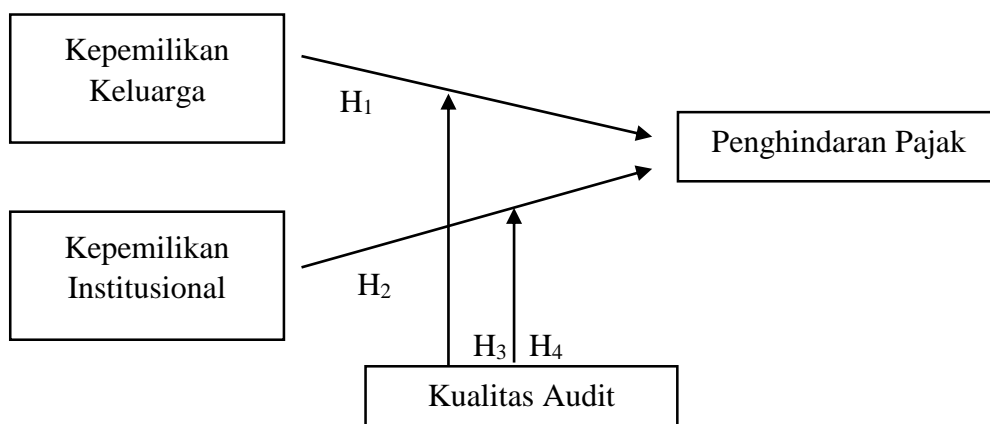 Kepemilikan
Keluarga
H1
Penghindaran Pajak
Kepemilikan
Institusional
H2
H3 H4
Kualitas Audit